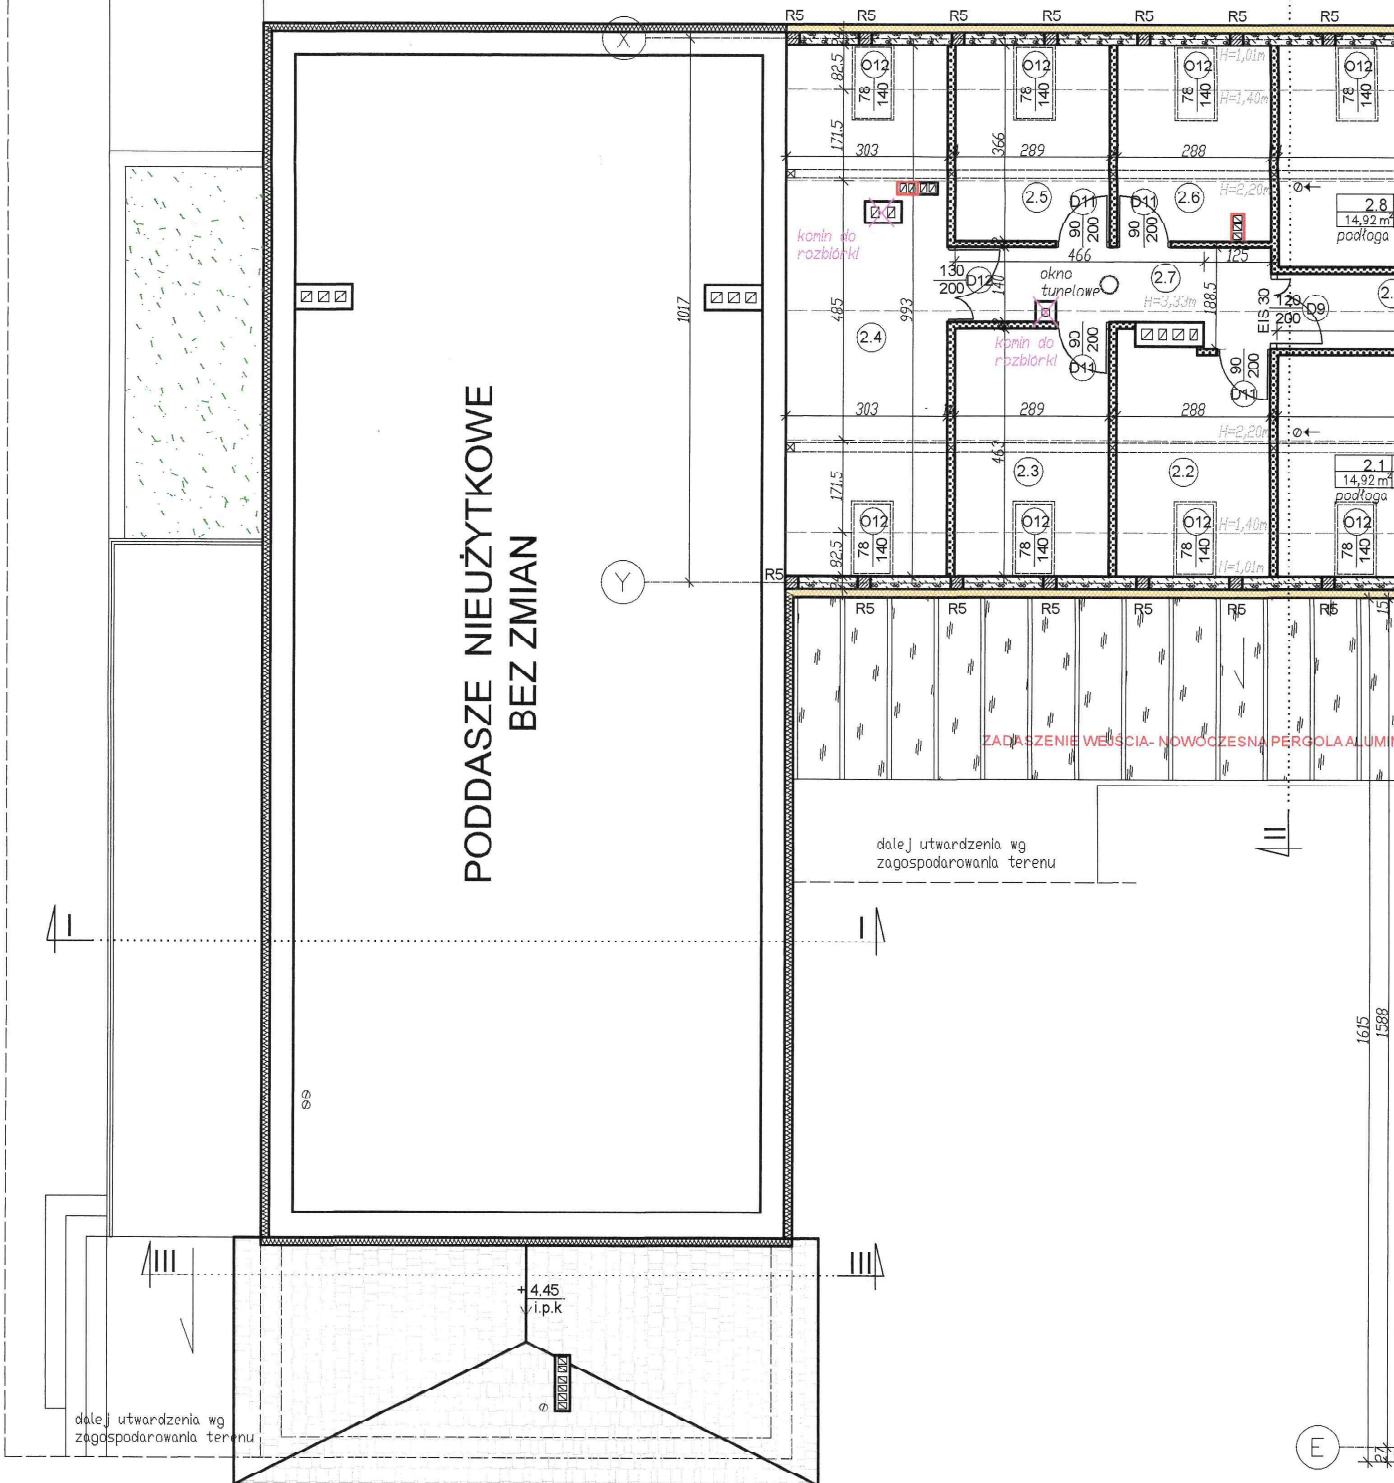 R5 R5 R5 R5 R5 R5 R5
X
82.5
O12 O12 O12 O12
78 140 78 140 78 140 78 140
H=1,01m
H=1,40m
171.5
303 366 289 288
2.5 D11 D11 2.6
H=2,20m
90 200 90 200
2.8
14,92 m²
podłoga
komin do
rozbiórki
466 125
130
200
D12
140
okno
tunelowe
2.7
H=3,33m
188.5
EIS 30
120
200
D9
1017
485
993
2.4
komin do
rozbiórki
90 200
D11
90 200
D11
303 289 288
H=2,20m
463
2.3 2.2
2.1
14,92 m²
podłoga
171.5
O12 O12 O12 O12
78 140 78 140 78 140 78 140
H=1,40m
H=1,01m
82.5
Y
R5
R5 R5 R5 R5 R5 R5
PODDASZE NIEUŻYTKOWE
BEZ ZMIAN
ZADASZENIE WEJŚCIA- NOWOCZESNA PERGOLA ALUMIN
dalej utwardzenia wg
zagospodarowania terenu
II
I I
1615
1588
III III
+ 4.45
i.p.k
dalej utwardzenia wg
zagospodarowania terenu
E
27